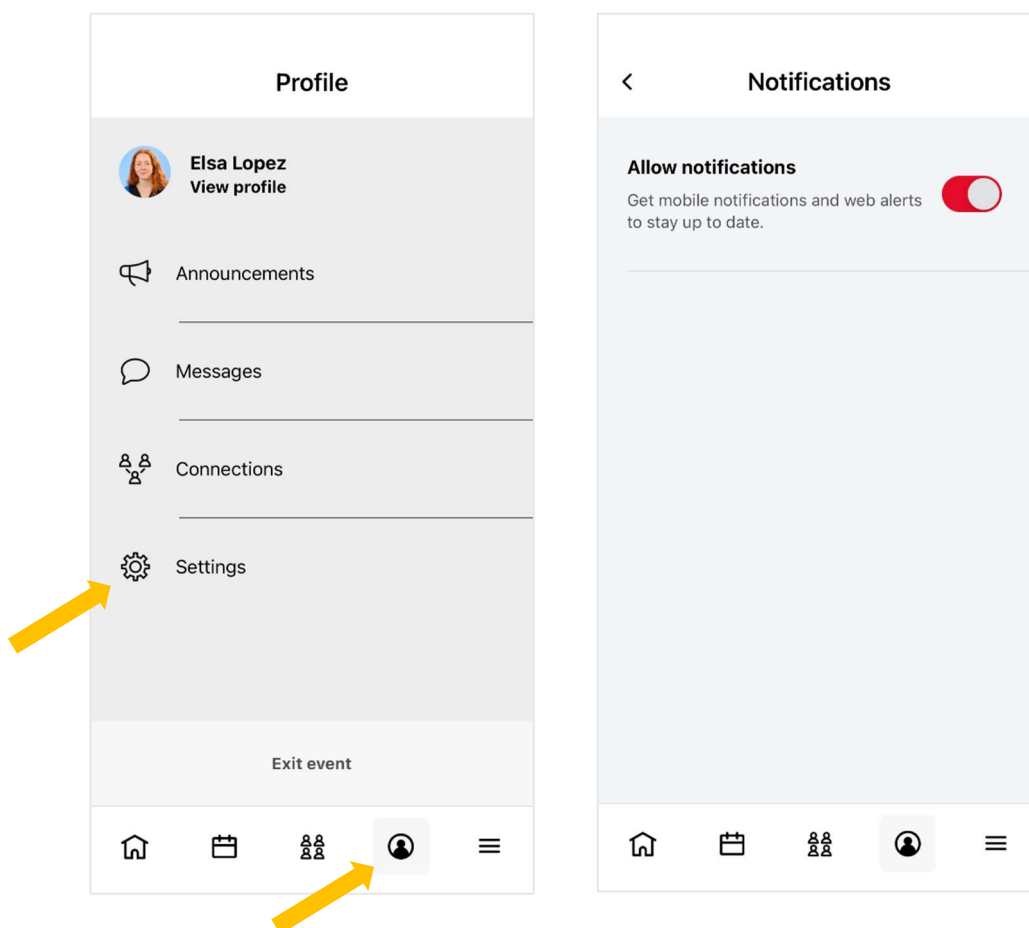 Profile
Elsa Lopez
View profile
Announcements
Messages
Connections
Settings
Exit event
Notifications
Allow notifications
Get mobile notifications and web alerts
to stay up to date.